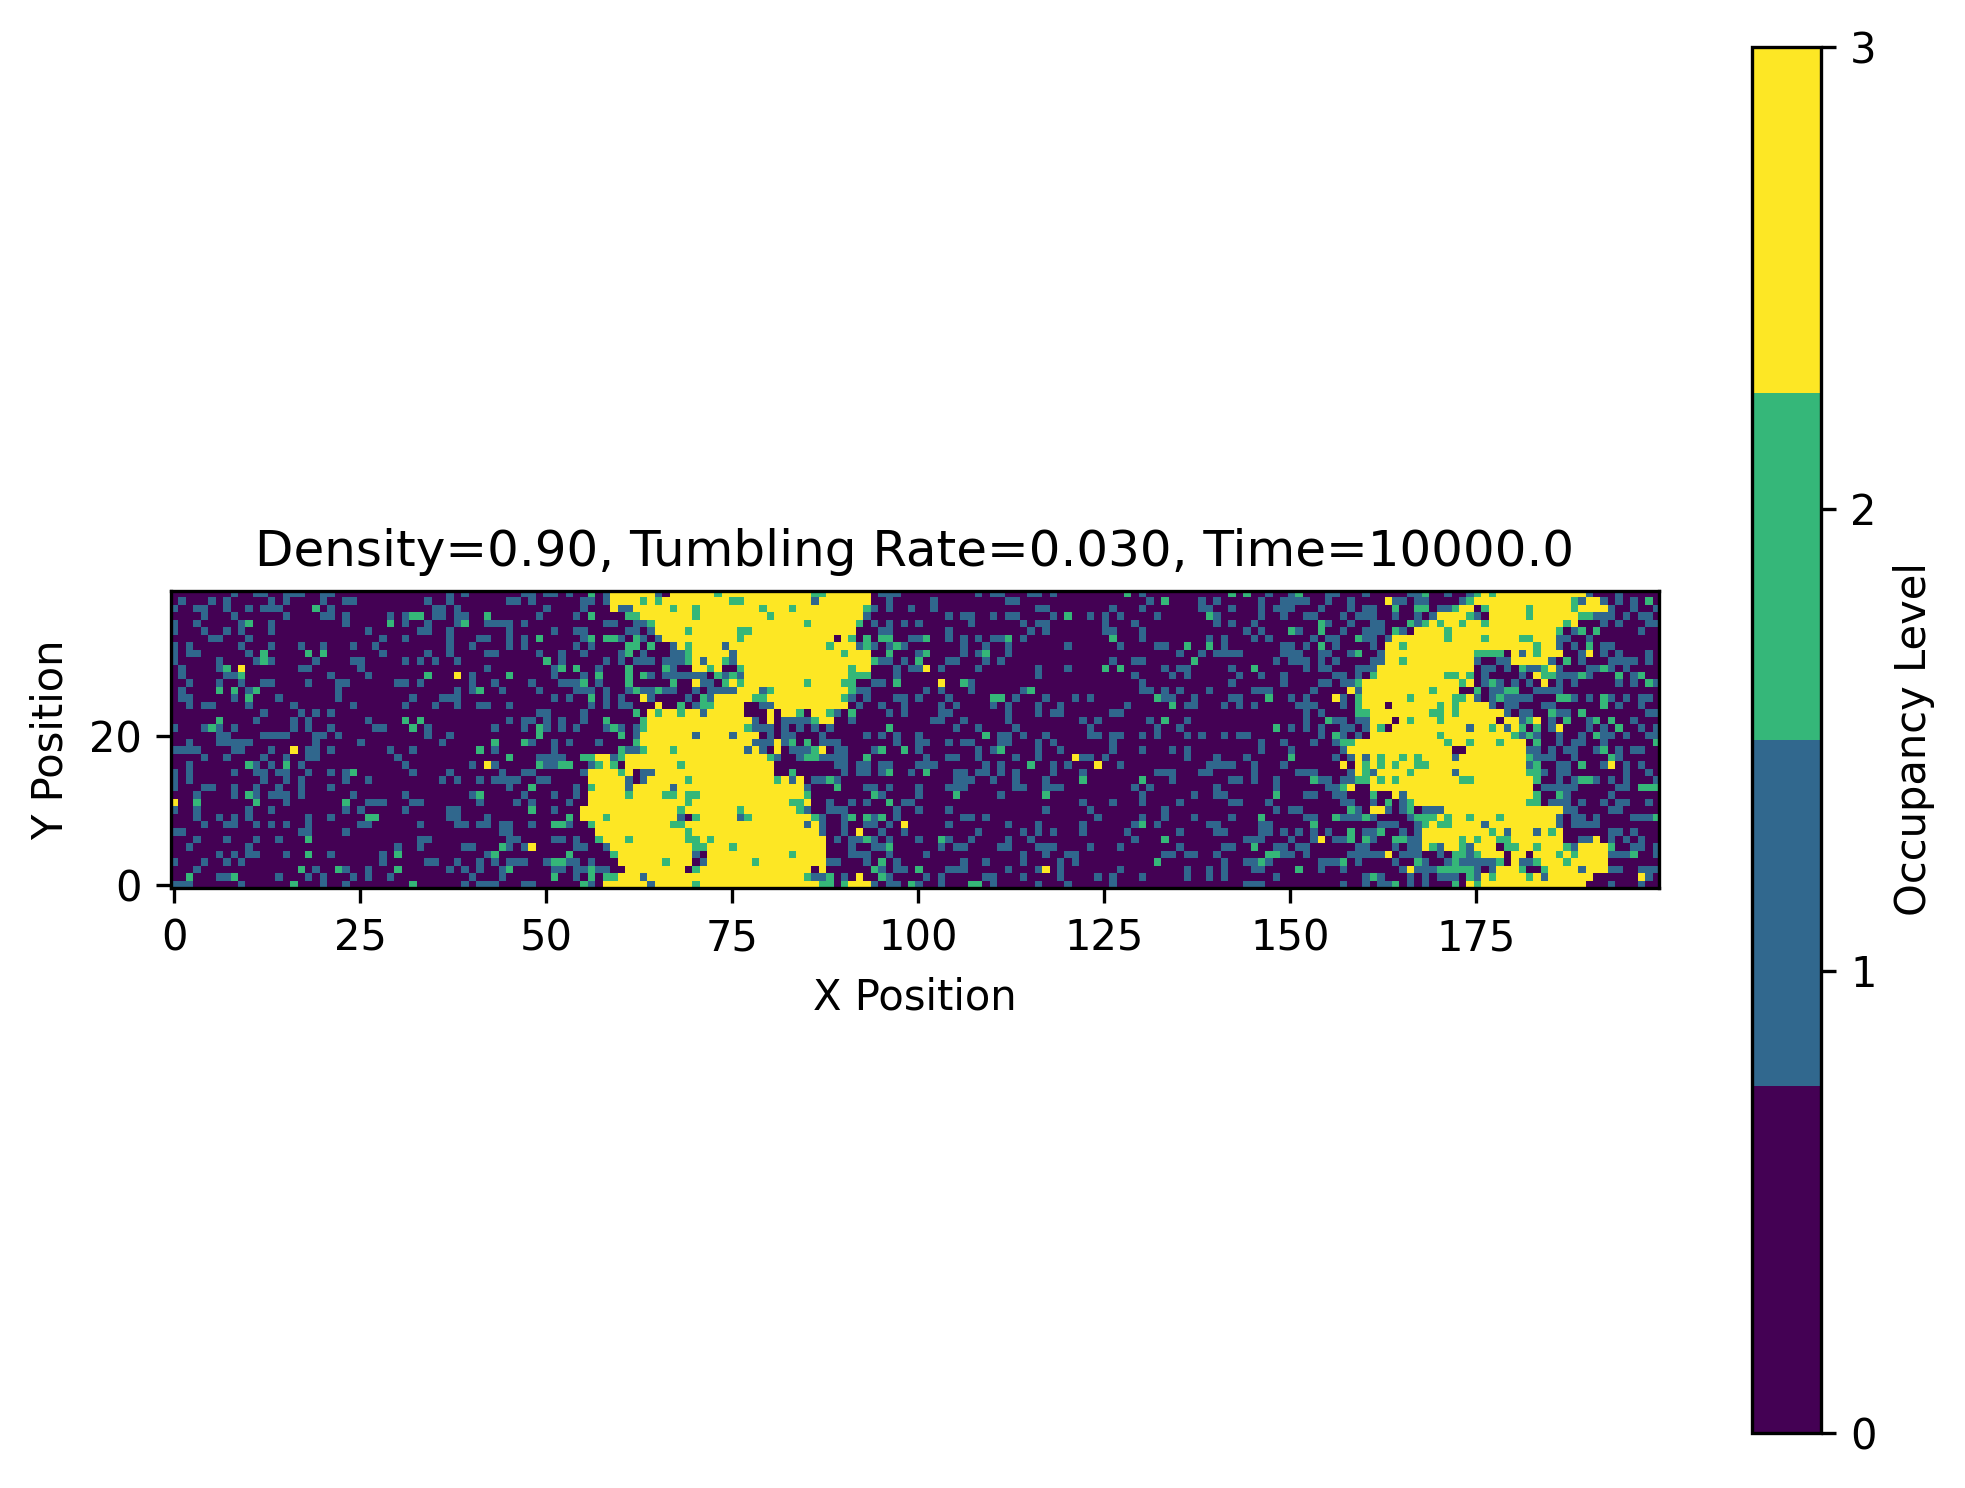 Density=0.90, Tumbling Rate=0.030, Time=10000.0
Y Position
20
0
0 25 50 75 100 125 150 175
X Position
3
2
1
0
Occupancy Level